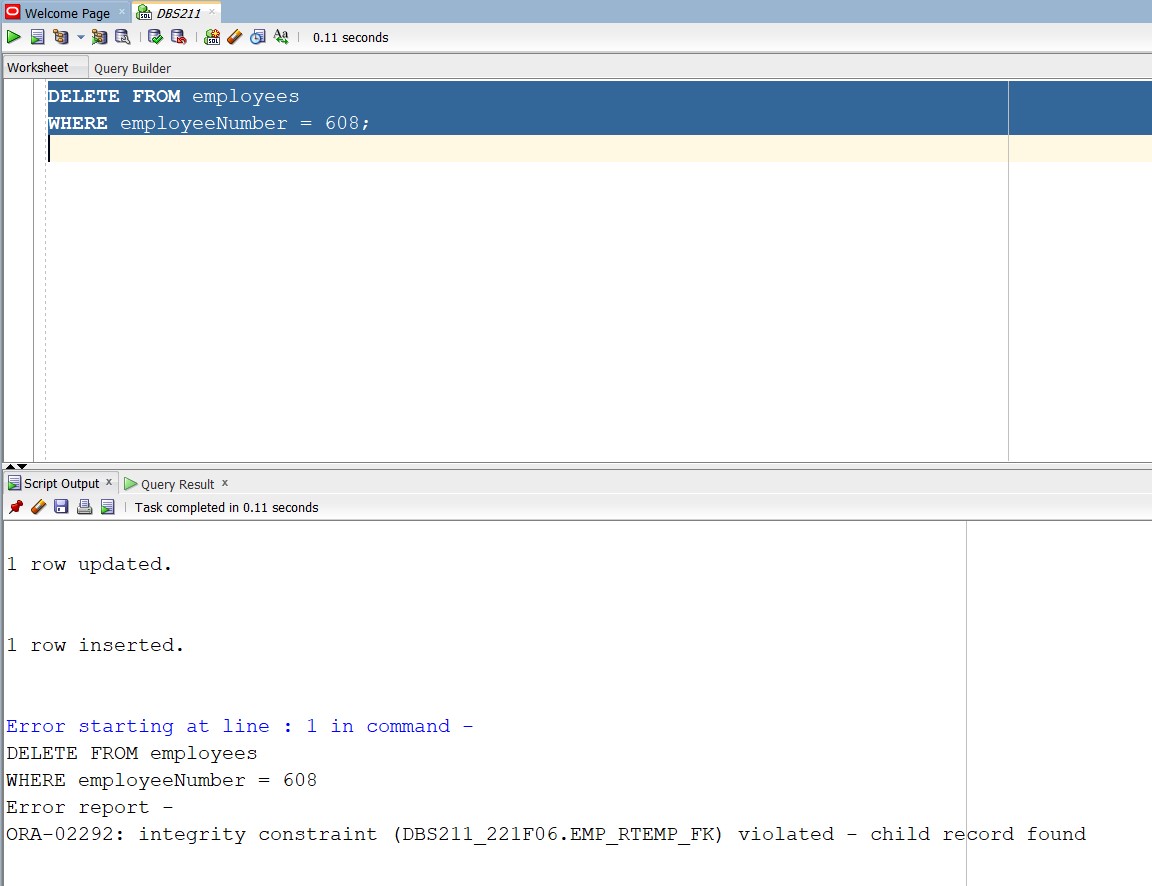 Welcome Page
DBS211
0.11 seconds
Worksheet
Query Builder
DELETE FROM employees
WHERE employeeNumber = 608;
Script Output
Query Result
Task completed in 0.11 seconds
1 row updated.
1 row inserted.
Error starting at line : 1 in command -
DELETE FROM employees
WHERE employeeNumber = 608
Error report -
ORA-02292: integrity constraint (DBS211_221F06.EMP_RTEMP_FK) violated - child record found